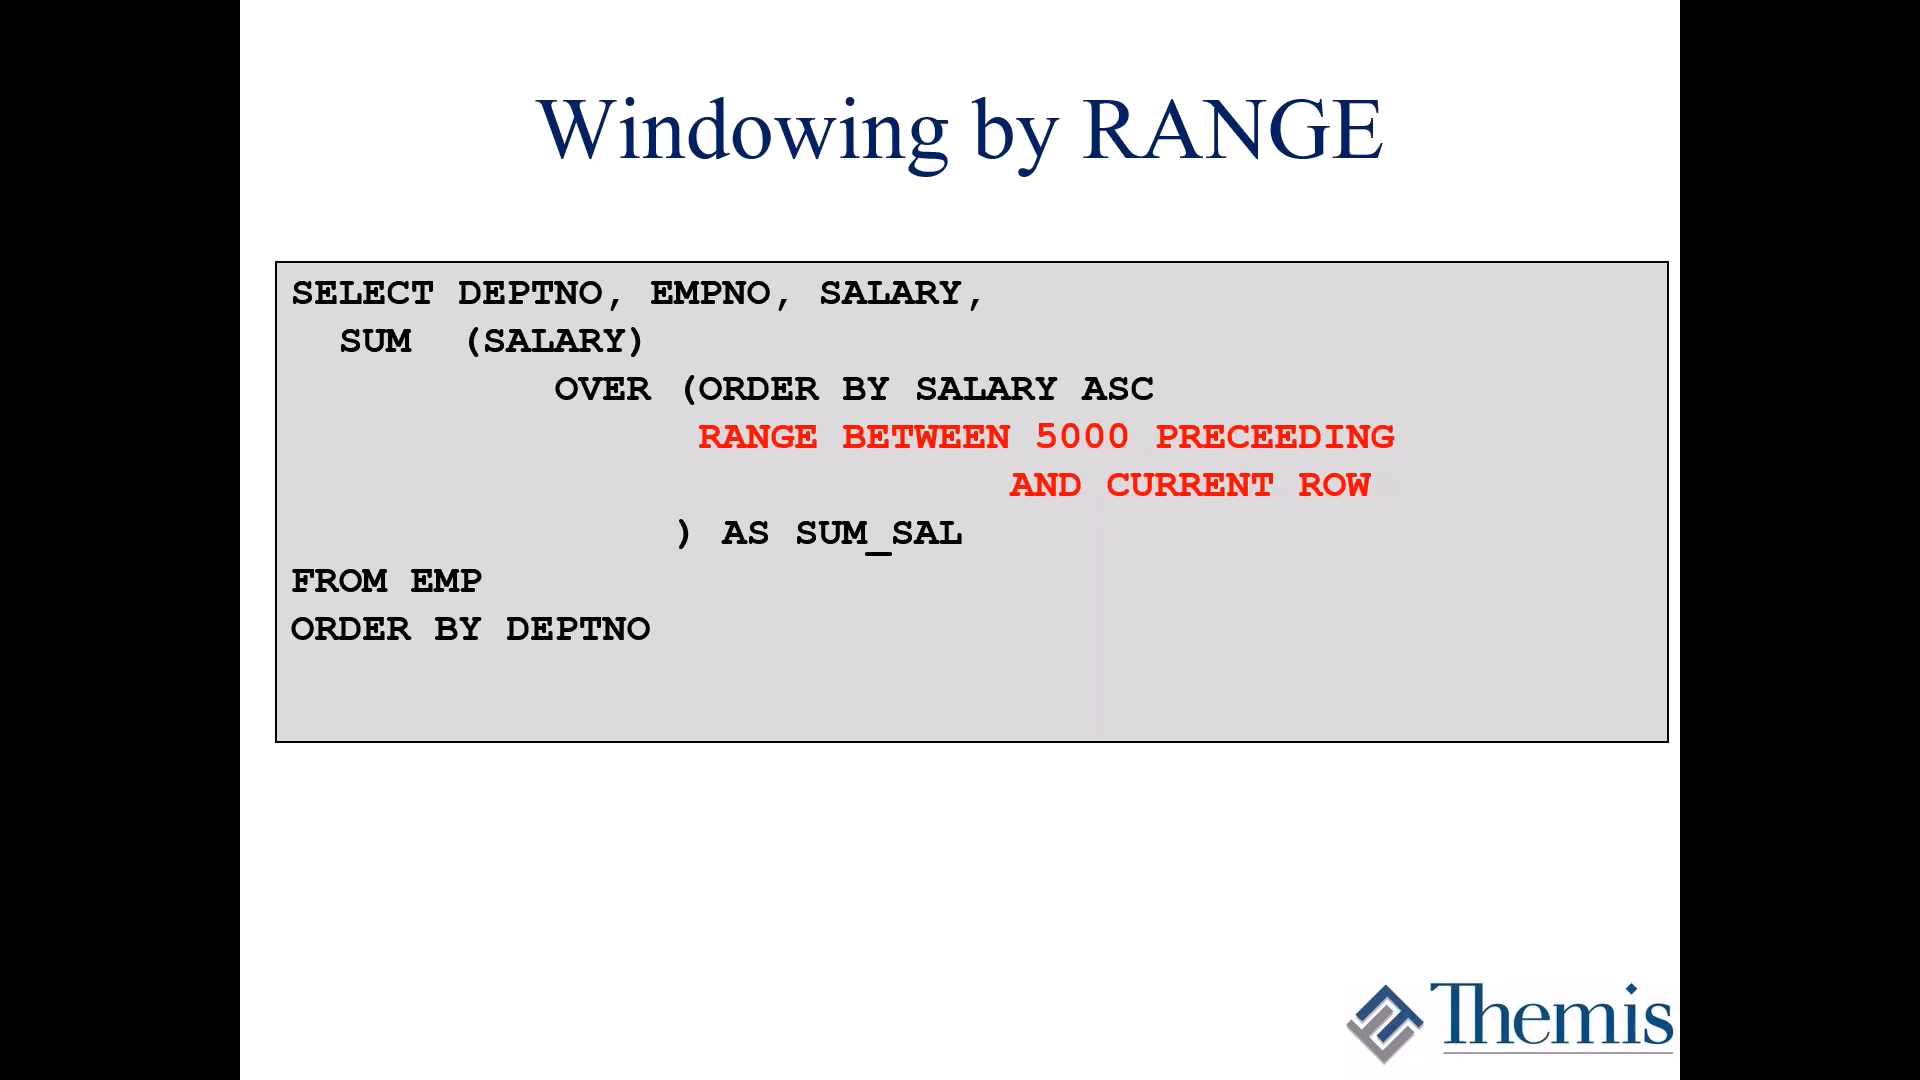 Windowing by RANGE
SELECT DEPTNO, EMPNO, SALARY,
SUM (SALARY)
OVER (ORDER BY SALARY ASC
RANGE BETWEEN 5000 PRECEEDING
AND CURRENT ROW
) AS SUM_SAL
FROM EMP
ORDER BY DEPTNO
Themis